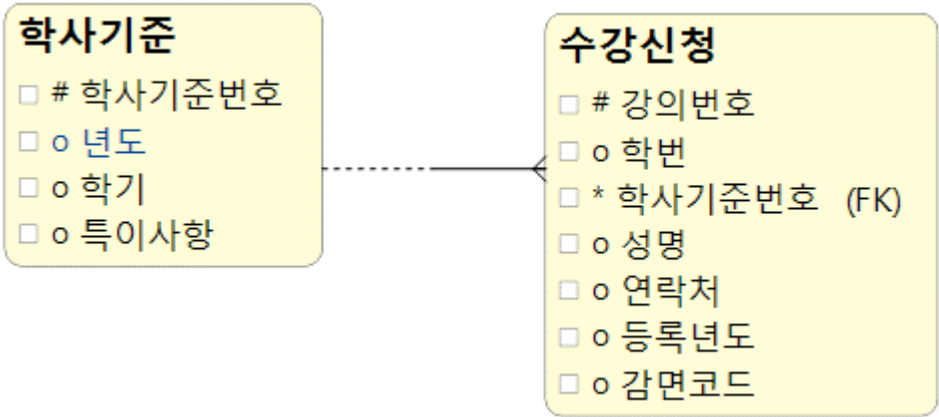 학사기준
# 학사기준번호
o 년도
o 학기
o 특이사항
수강신청
# 강의번호
o 학번
* 학사기준번호 (FK)
o 성명
o 연락처
o 등록년도
o 감면코드